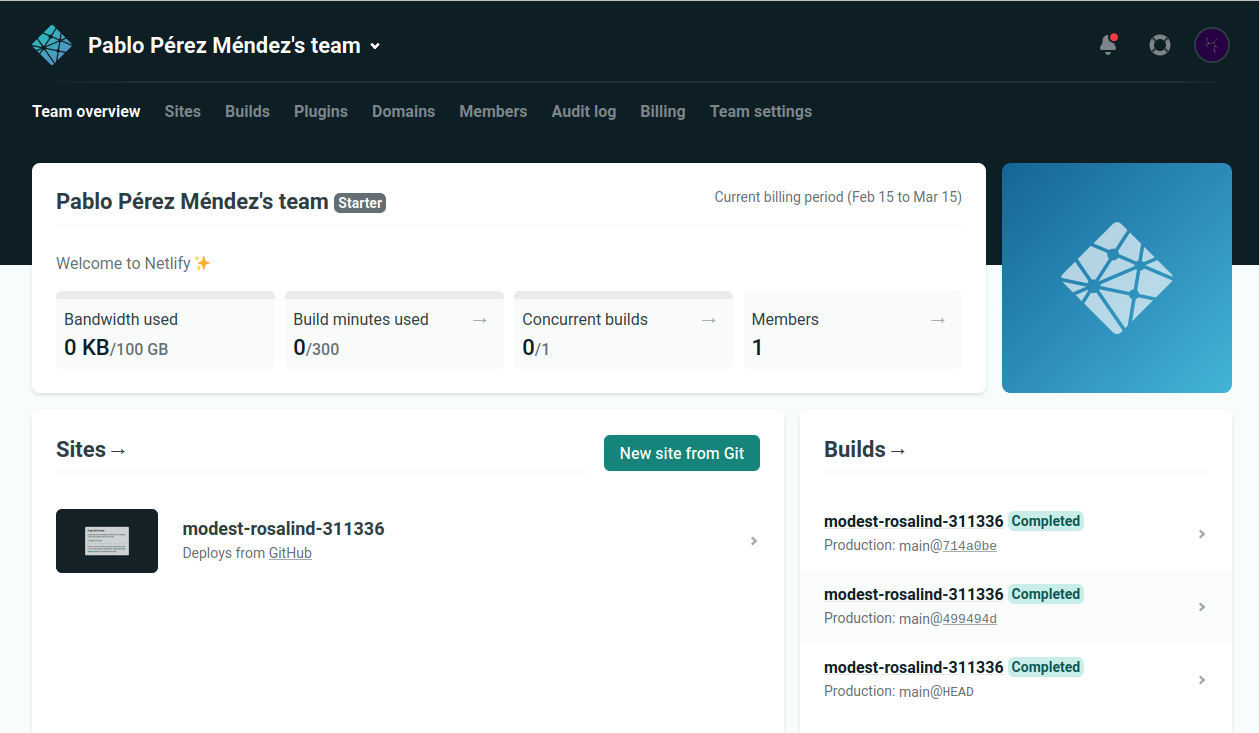 Pablo Pérez Méndez's team
Team overview Sites Builds Plugins Domains Members Audit log Billing Team settings
Pablo Pérez Méndez's team Starter
Current billing period (Feb 15 to Mar 15)
Welcome to Netlify ✨
Bandwidth used
0 KB/100 GB
Build minutes used →
0/300
Concurrent builds →
0/1
Members →
1
Sites →
New site from Git
modest-rosalind-311336
Deploys from GitHub
Builds →
modest-rosalind-311336 Completed
Production: main@714a0be
modest-rosalind-311336 Completed
Production: main@499494d
modest-rosalind-311336 Completed
Production: main@HEAD